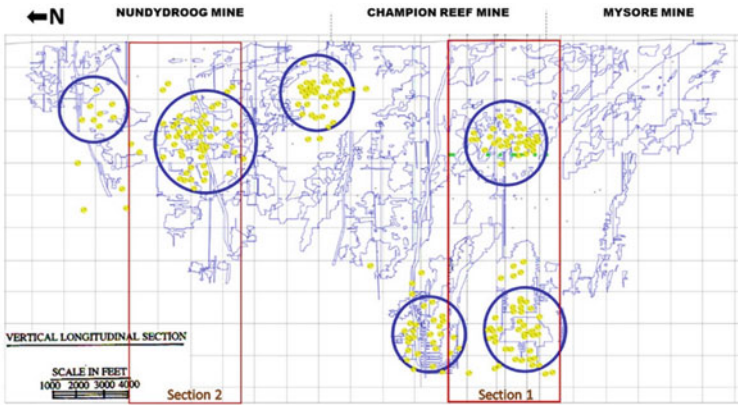 N
NUNDYDROOG MINE
CHAMPION REEF MINE
MYSORE MINE
VERTICAL LONGITUDINAL SECTION
SCALE IN FEET
1000 2000 3000 4000
Section 2
Section 1